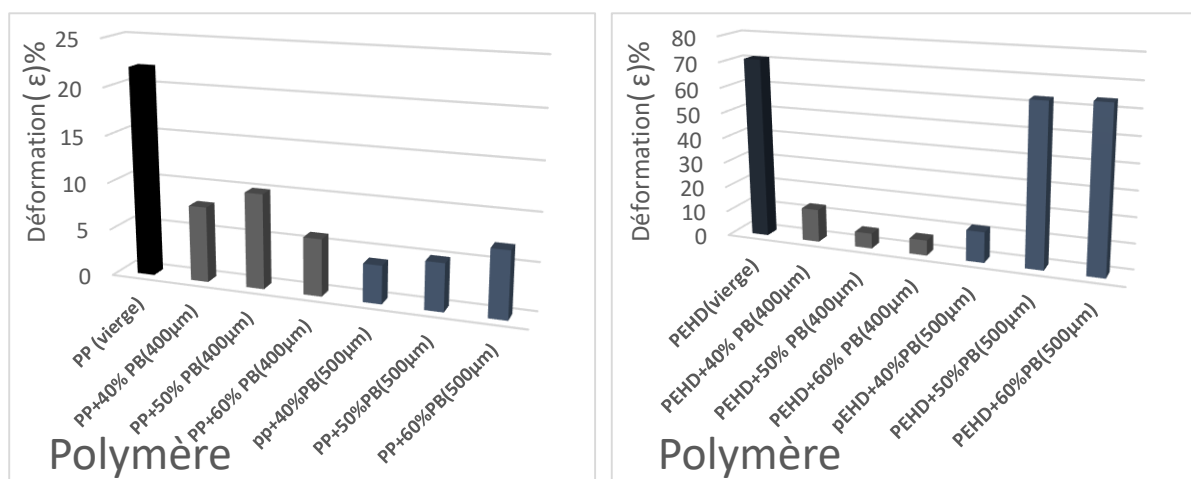 Déformation( ε)%
25
20
15
10
5
0
PP (vierge)
PP+40% PB(400µm)
PP+50% PB(400µm)
PP+60% PB(400µm)
pp+40%PB(500µm)
PP+50%PB(500µm)
PP+60%PB(500µm)
Polymère
Déformation( ε)%
80
70
60
50
40
30
20
10
0
PEHD(vierge)
PEHD+40% PB(400µm)
PEHD+50% PB(400µm)
PEHD+60% PB(400µm)
pEHD+40%PB(500µm)
PEHD+50%PB(500µm)
PEHD+60%PB(500µm)
Polymère